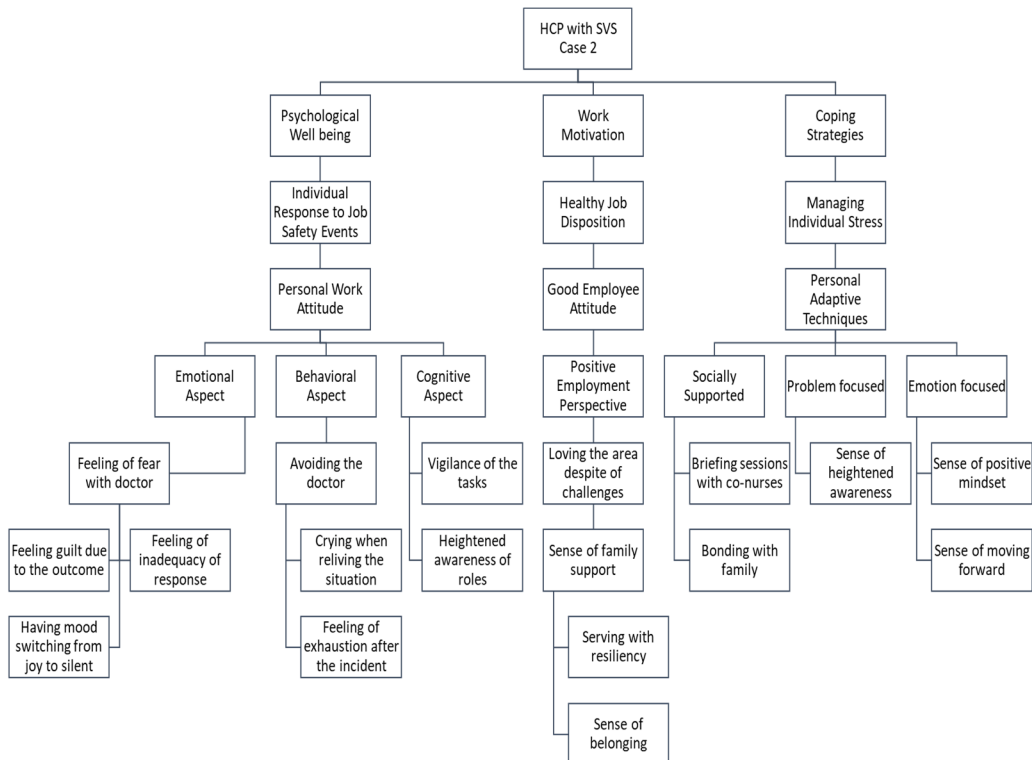 HCP with SVS
Case 2
Psychological
Well being
Work
Motivation
Coping
Strategies
Individual
Response to Job
Safety Events
Healthy Job
Disposition
Managing
Individual Stress
Personal Work
Attitude
Good Employee
Attitude
Personal
Adaptive
Techniques
Emotional
Aspect
Behavioral
Aspect
Cognitive
Aspect
Positive
Employment
Perspective
Socially
Supported
Problem focused
Emotion focused
Feeling of fear
with doctor
Avoiding the
doctor
Vigilance of the
tasks
Loving the area
despite of
challenges
Briefing sessions
with co-nurses
Sense of
heightened
awareness
Sense of positive
mindset
Feeling guilt due
to the outcome
Feeling of
inadequacy of
response
Crying when
reliving the
situation
Heightened
awareness of
roles
Sense of family
support
Bonding with
family
Sense of moving
forward
Having mood
switching from
joy to silent
Feeling of
exhaustion after
the incident
Serving with
resiliency
Sense of
belonging